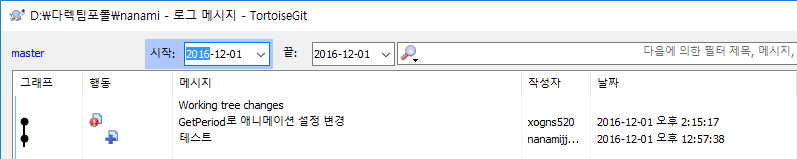 D:₩다렉팀포폴₩nanami - 로그 메시지 - TortoiseGit
master 시작: 2016-12-01 끝: 2016-12-01 다음에 의한 필터 제목, 메시지,
그래프 행동 메시지 작성자 날짜
Working tree changes
GetPeriod로 애니메이션 설정 변경 xogns520 2016-12-01 오후 2:15:17
테스트 nanamijj... 2016-12-01 오후 12:57:38